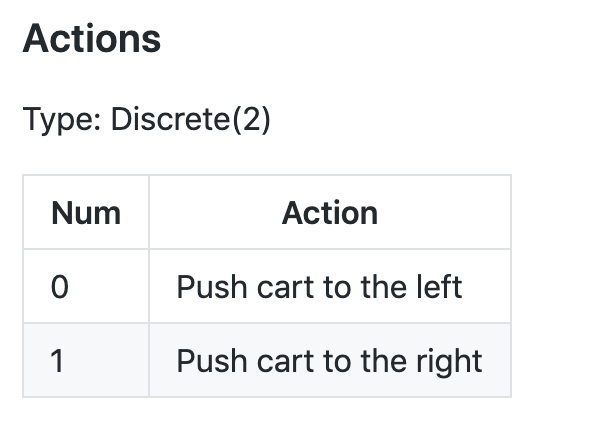 Actions
Type: Discrete(2)
Num Action
0 Push cart to the left
1 Push cart to the right